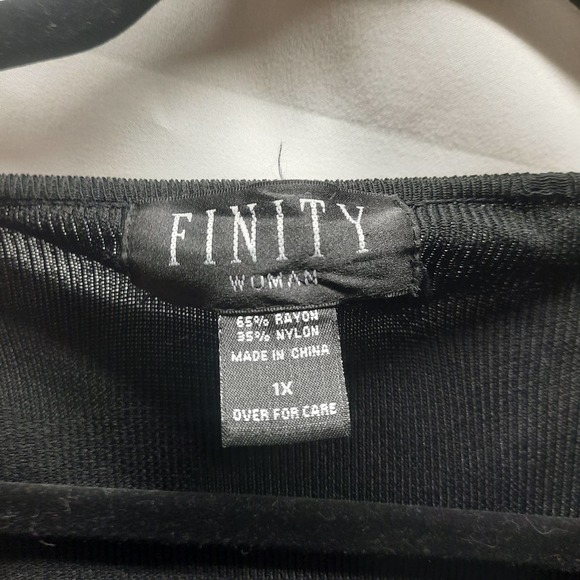 FINITY
WOMAN
65% RAYON
35% NYLON
MADE IN CHINA
1X
OVER FOR CARE